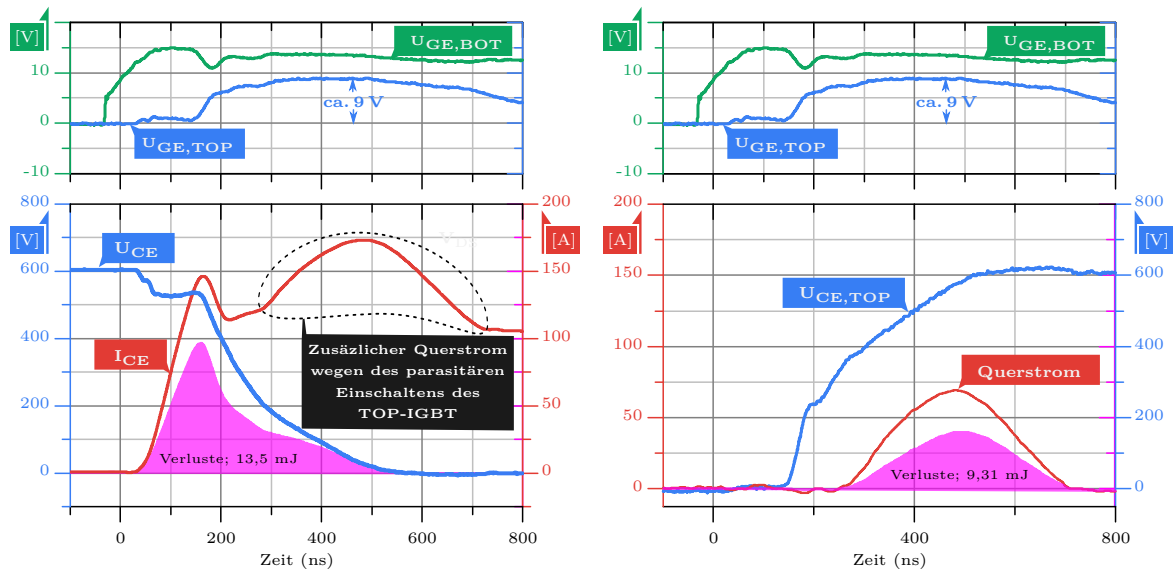 [V]
U_GE,BOT
10
ca. 9 V
0
U_GE,TOP
-10
[V]
U_GE,BOT
10
ca. 9 V
0
U_GE,TOP
-10
800
200
[V]
[A]
U_CE
600
150
400
100
I_CE
Zusäzlicher Querstrom
wegen des parasitären
Einschaltens des
TOP-IGBT
200
50
Verluste; 13,5 mJ
0
0
0
200
400
600
800
Zeit (ns)
200
800
[A]
[V]
150
600
U_CE,TOP
100
400
Querstrom
50
200
Verluste; 9,31 mJ
0
0
0
400
800
Zeit (ns)